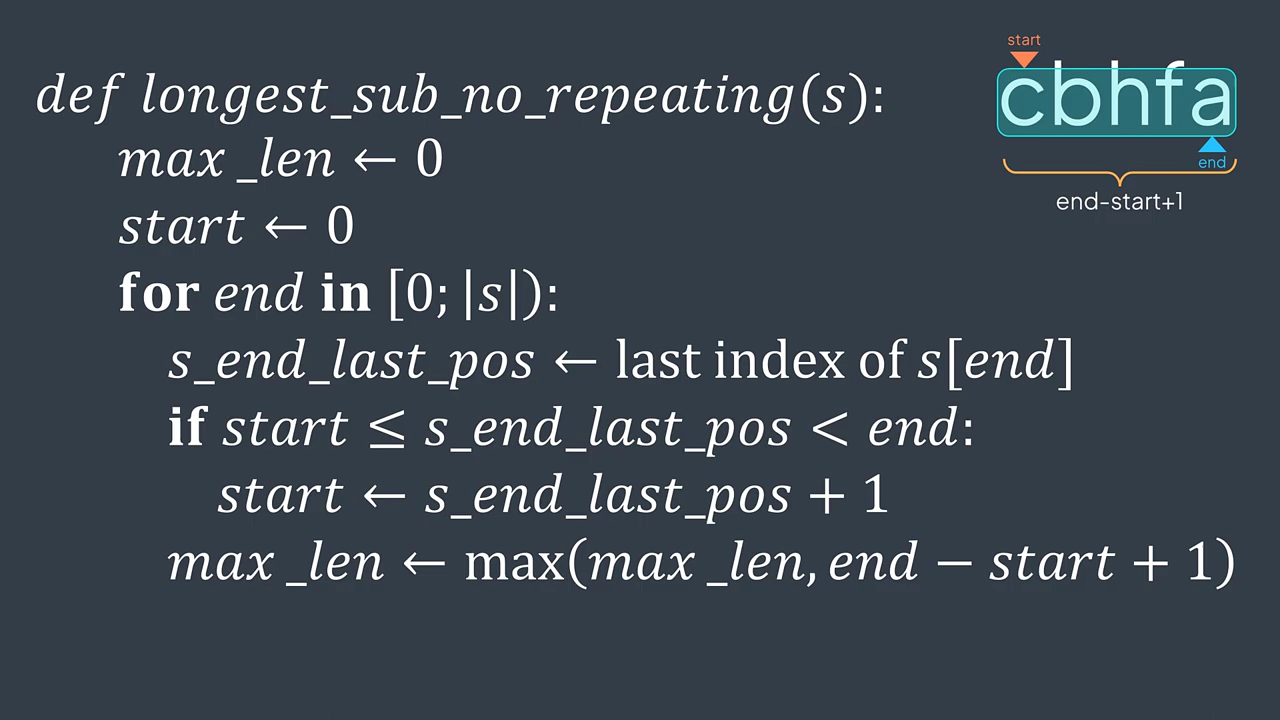 def longest_sub_no_repeating(s):
max_len ← 0
start ← 0
for end in [0; |s|):
s_end_last_pos ← last index of s[end]
if start ≤ s_end_last_pos < end:
start ← s_end_last_pos + 1
max_len ← max(max_len, end − start + 1)
start
cbhfa
end
end-start+1